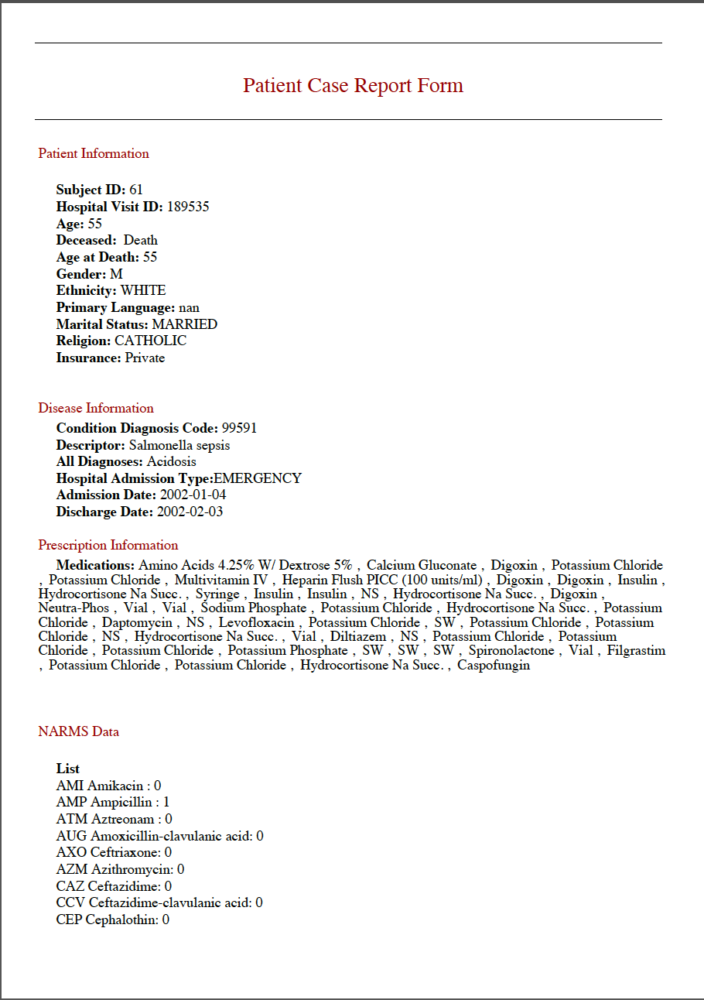 Patient Case Report Form
Patient Information
Subject ID: 61
Hospital Visit ID: 189535
Age: 55
Deceased:  Death
Age at Death: 55
Gender: M
Ethnicity: WHITE
Primary Language: nan
Marital Status: MARRIED
Religion: CATHOLIC
Insurance: Private
Disease Information
Condition Diagnosis Code: 99591
Descriptor: Salmonella sepsis
All Diagnoses: Acidosis
Hospital Admission Type:EMERGENCY
Admission Date: 2002-01-04
Discharge Date: 2002-02-03
Prescription Information
Medications: Amino Acids 4.25% W/ Dextrose 5% , Calcium Gluconate , Digoxin , Potassium Chloride
, Potassium Chloride , Multivitamin IV , Heparin Flush PICC (100 units/ml) , Digoxin , Digoxin , Insulin ,
Hydrocortisone Na Succ. , Syringe , Insulin , Insulin , NS , Hydrocortisone Na Succ. , Digoxin ,
Neutra-Phos , Vial , Vial , Sodium Phosphate , Potassium Chloride , Hydrocortisone Na Succ. , Potassium
Chloride , Daptomycin , NS , Levofloxacin , Potassium Chloride , SW , Potassium Chloride , Potassium
Chloride , NS , Hydrocortisone Na Succ. , Vial , Diltiazem , NS , Potassium Chloride , Potassium
Chloride , Potassium Chloride , Potassium Phosphate , SW , SW , SW , Spironolactone , Vial , Filgrastim
, Potassium Chloride , Potassium Chloride , Hydrocortisone Na Succ. , Caspofungin
NARMS Data
List
AMI Amikacin : 0
AMP Ampicillin : 1
ATM Aztreonam : 0
AUG Amoxicillin-clavulanic acid: 0
AXO Ceftriaxone: 0
AZM Azithromycin: 0
CAZ Ceftazidime: 0
CCV Ceftazidime-clavulanic acid: 0
CEP Cephalothin: 0